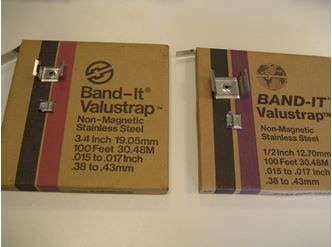 Band-It®
Valustrap™
Non-Magnetic
Stainless Steel
3/4 Inch 19.05mm
100 Feet 30.48M
.015 to .017 Inch
.38 to .43mm
BAND-IT®
Valustrap™
Non-Magnetic
Stainless Steel
1/2 Inch 12.70mm
100 Feet 30.48M
.015 to .017 Inch
.38 to .43mm